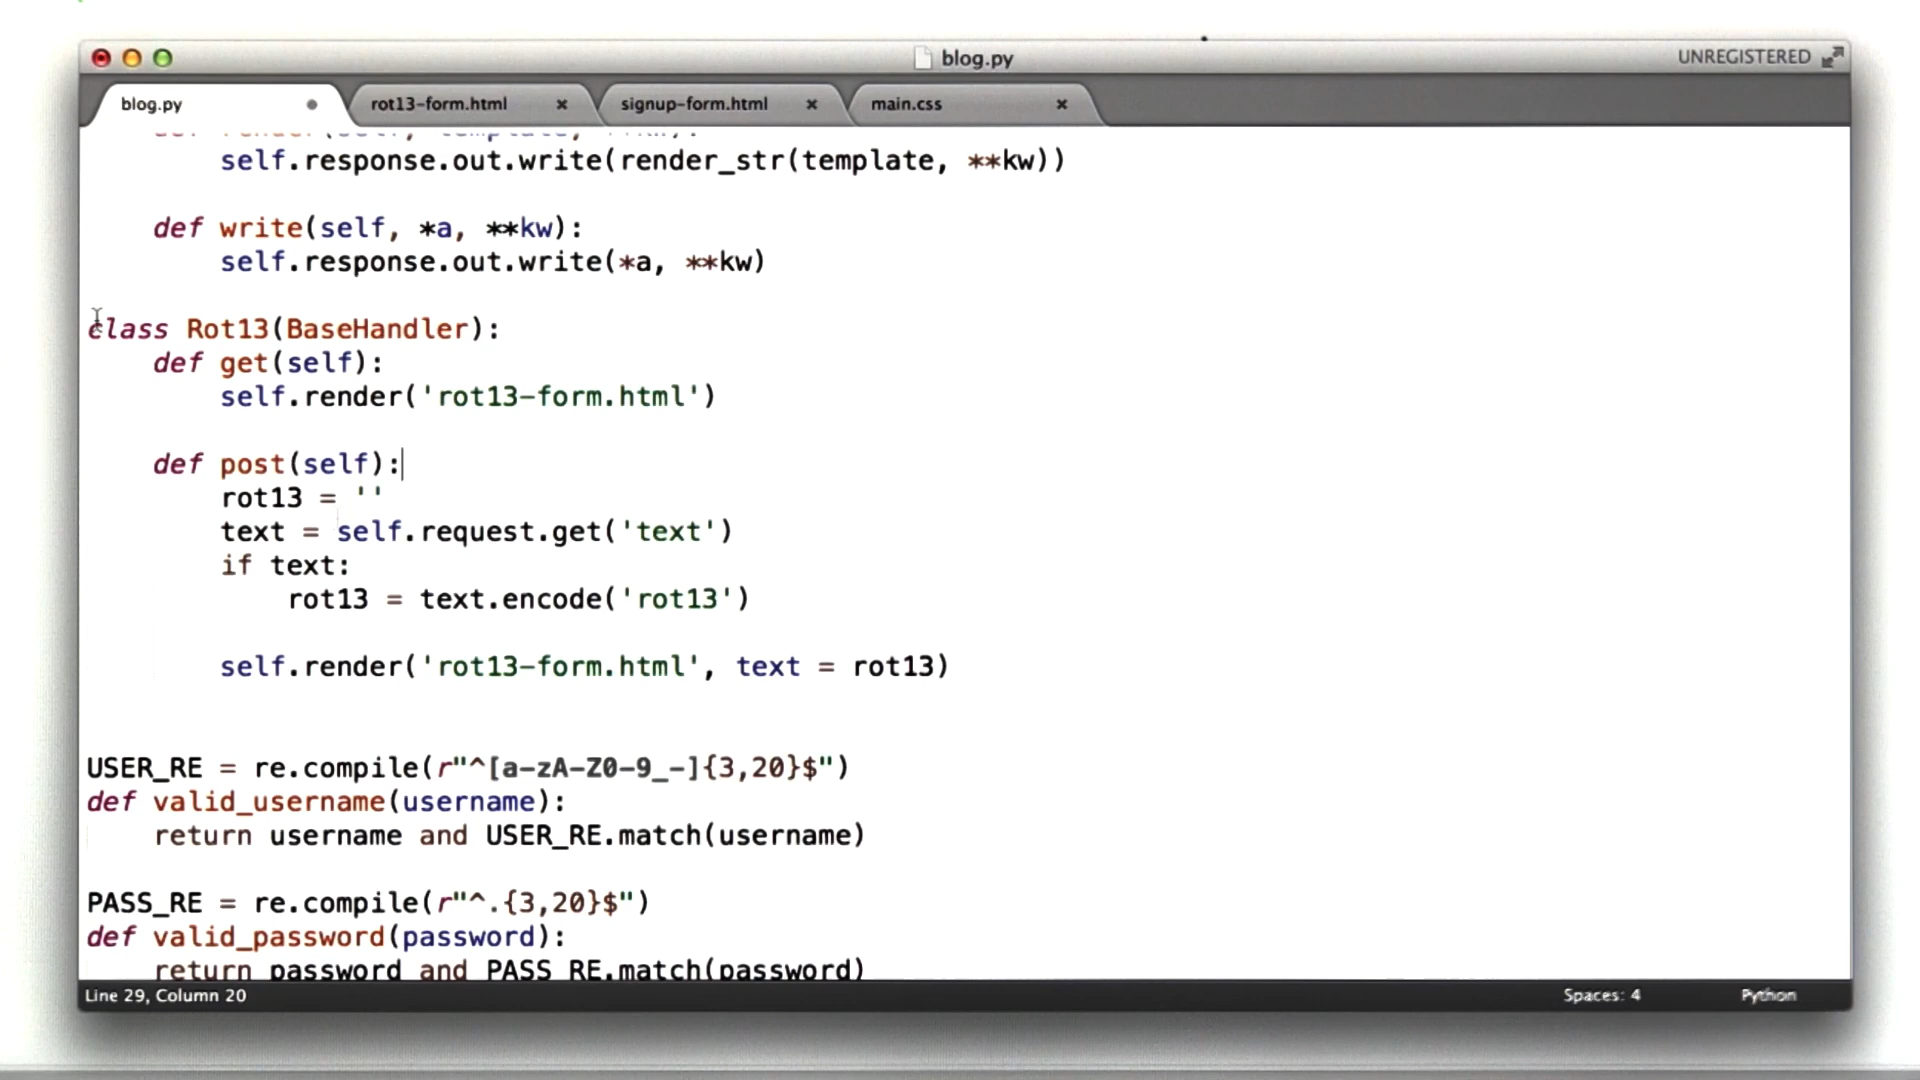 blog.py
UNREGISTERED
blog.py
rot13-form.html
signup-form.html
main.css
def render(self, template, **kw):
self.response.out.write(render_str(template, **kw))
def write(self, *a, **kw):
self.response.out.write(*a, **kw)
class Rot13(BaseHandler):
def get(self):
self.render('rot13-form.html')
def post(self):
rot13 = ''
text = self.request.get('text')
if text:
rot13 = text.encode('rot13')
self.render('rot13-form.html', text = rot13)
USER_RE = re.compile(r"^[a-zA-Z0-9_-]{3,20}$")
def valid_username(username):
return username and USER_RE.match(username)
PASS_RE = re.compile(r"^.{3,20}$")
def valid_password(password):
return password and PASS_RE.match(password)
Line 29, Column 20
Spaces: 4
Python